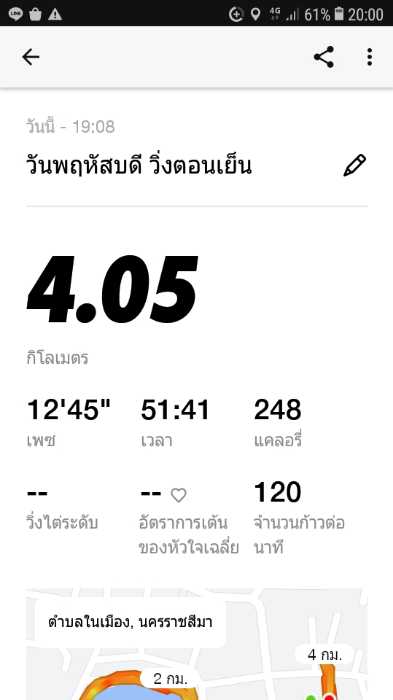 LINE
4G
61%
20:00
วันนี้ - 19:08
วันพฤหัสบดี วิ่งตอนเย็น
4.05
กิโลเมตร
12'45" 51:41 248
เพซ เวลา แคลอรี่
-- -- 120
วิ่งไต่ระดับ อัตราการเต้น จำนวนก้าวต่อ
ของหัวใจเฉลี่ย นาที
ตำบลในเมือง, นครราชสีมา
4 กม.
2 กม.